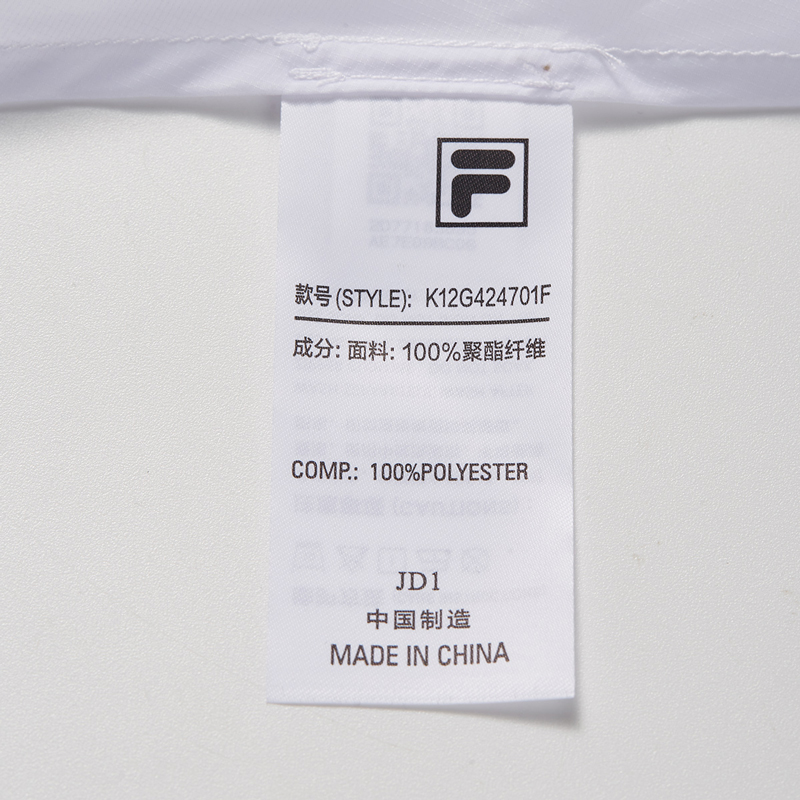 F
款号(STYLE): K12G424701F
成分: 面料: 100%聚酯纤维
COMP.: 100%POLYESTER
JD1
中国制造
MADE IN CHINA